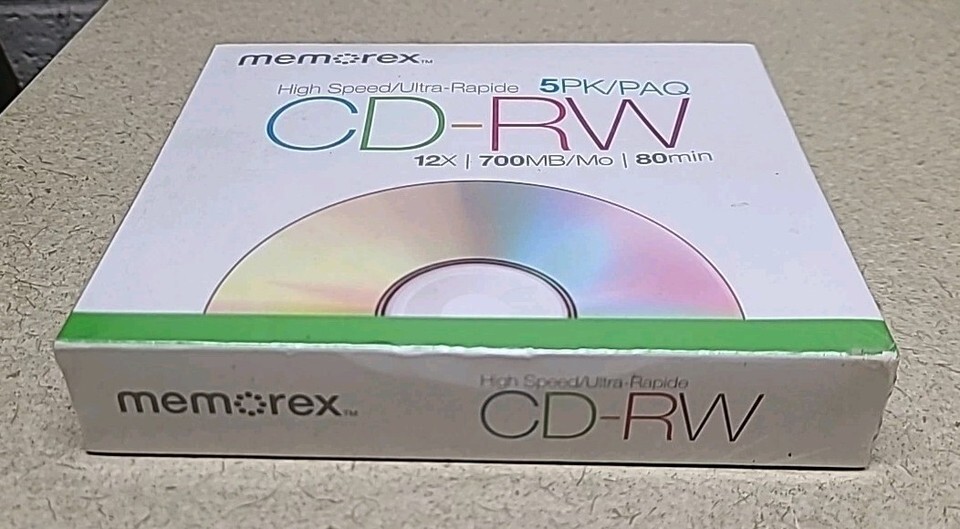 memorex™
High Speed/Ultra-Rapide 5PK/PAQ
CD-RW
12X | 700MB/Mo | 80min
memorex™
High Speed/Ultra-Rapide
CD-RW